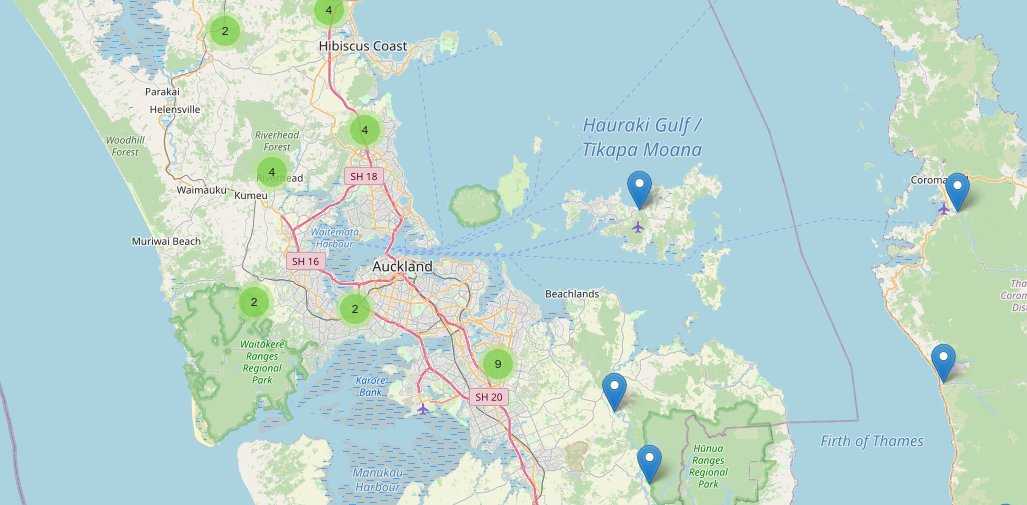 4
2
Hibiscus Coast
Parakai
Helensville
Woodhill
Forest
Riverhead
Forest
4
Hauraki Gulf /
Tīkapa Moana
4
SH 18
Waimauku
Kumeu
Waitematā
Harbour
Muriwai Beach
SH 16
Auckland
Beachlands
2
2
Waitākere
Ranges
Regional
Park
Karore
Bank
9
SH 20
Manukau
Harbour
Hūnua
Ranges
Regional
Park
Firth of Thames